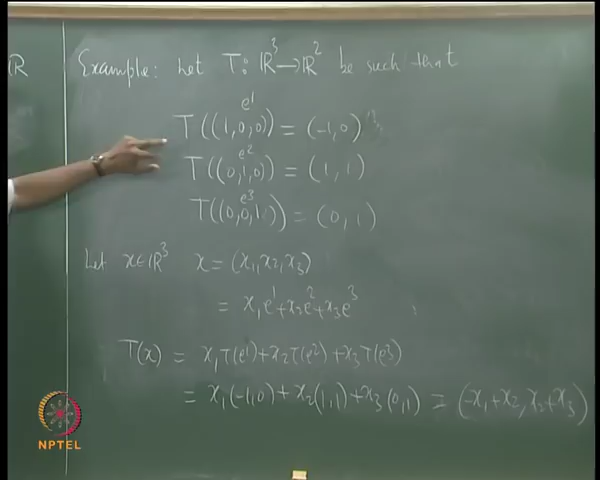 ℝ
Example: Let T: ℝ³ → ℝ² be such that
e¹
T((1,0,0)) = (-1,0)
e²
T((0,1,0)) = (1,1)
e³
T((0,0,1)) = (0,1)
Let x∈ℝ³ x = (x₁,x₂,x₃)
= x₁e¹+x₂e²+x₃e³
T(x) = x₁T(e¹)+x₂T(e²)+x₃T(e³)
= x₁(-1,0)+x₂(1,1)+x₃(0,1) = (-x₁+x₂, x₂+x₃)
NPTEL